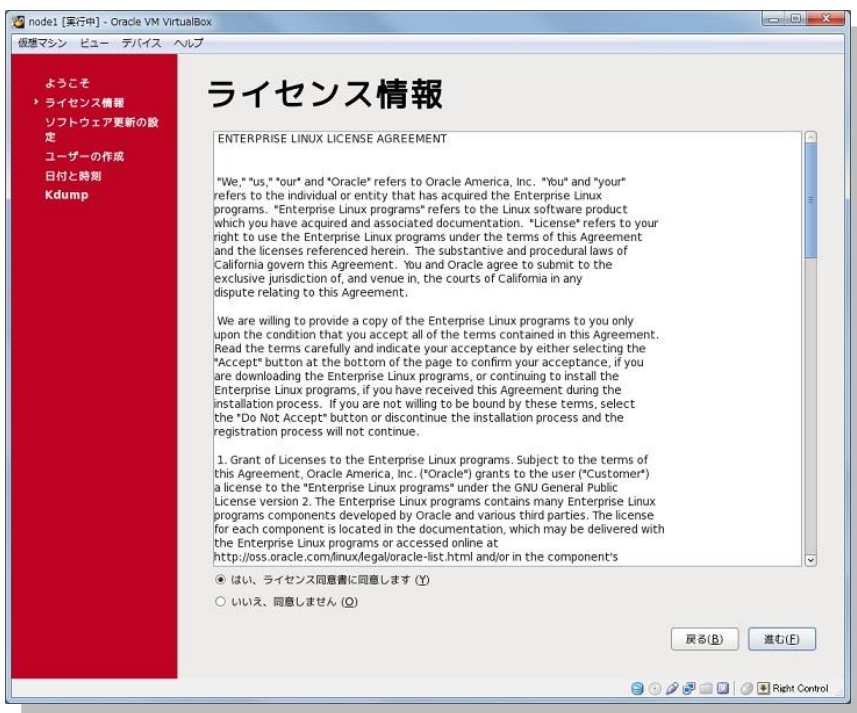 node1 [実行中] - Oracle VM VirtualBox
仮想マシン ビュー デバイス ヘルプ
ようこそ
ライセンス情報
ソフトウェア更新の設
定
ユーザーの作成
日付と時刻
Kdump
ライセンス情報
ENTERPRISE LINUX LICENSE AGREEMENT
"We," "us," "our" and "Oracle" refers to Oracle America, Inc. "You" and "your"
refers to the individual or entity that has acquired the Enterprise Linux
programs. "Enterprise Linux programs" refers to the Linux software product
which you have acquired and associated documentation. "License" refers to your
right to use the Enterprise Linux programs under the terms of this Agreement
and the licenses referenced herein. The substantive and procedural laws of
California govern this Agreement. You and Oracle agree to submit to the
exclusive jurisdiction of, and venue in, the courts of California in any
dispute relating to this Agreement.
We are willing to provide a copy of the Enterprise Linux programs to you only
upon the condition that you accept all of the terms contained in this Agreement.
Read the terms carefully and indicate your acceptance by either selecting the
"Accept" button at the bottom of the page to confirm your acceptance, if you
are downloading the Enterprise Linux programs, or continuing to install the
Enterprise Linux programs, if you have received this Agreement during the
installation process. If you are not willing to be bound by these terms, select
the "Do Not Accept" button or discontinue the installation process and the
registration process will not continue.
1. Grant of Licenses to the Enterprise Linux programs. Subject to the terms of
this Agreement, Oracle America, Inc. ("Oracle") grants to the user ("Customer")
a license to the "Enterprise Linux programs" under the GNU General Public
License version 2. The Enterprise Linux programs contains many Enterprise Linux
programs components developed by Oracle and various third parties. The license
for each component is located in the documentation, which may be delivered with
the Enterprise Linux programs or accessed online at
http://oss.oracle.com/linux/legal/oracle-list.html and/or in the component's
はい、ライセンス同意書に同意します (Y)
いいえ、同意しません (O)
戻る(B) 進む(F)
Right Control